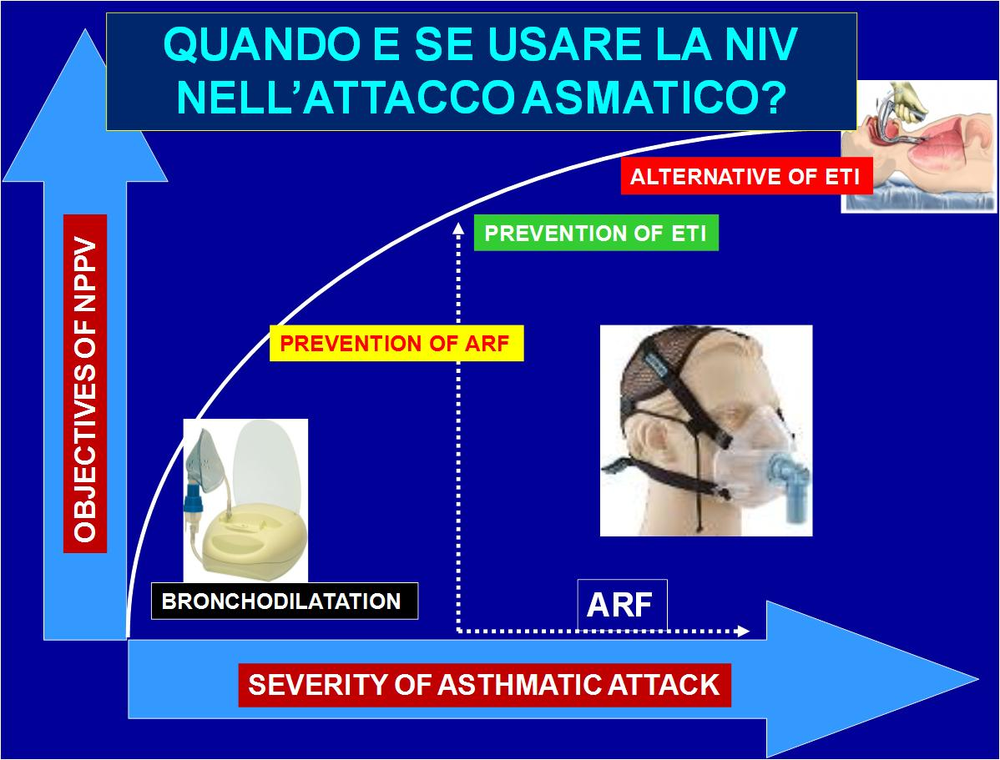 QUANDO E SE USARE LA NIV
NELL’ATTACCO ASMATICO?
ALTERNATIVE OF ETI
PREVENTION OF ETI
PREVENTION OF ARF
OBJECTIVES OF NPPV
BRONCHODILATATION
ARF
SEVERITY OF ASTHMATIC ATTACK